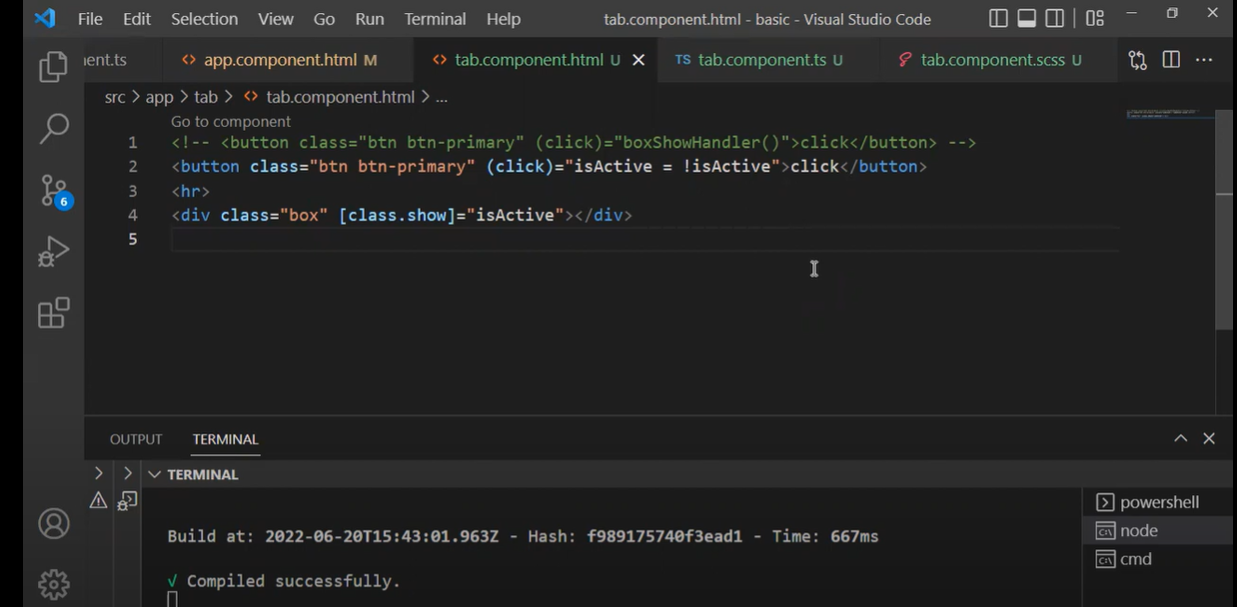 File Edit Selection View Go Run Terminal Help tab.component.html - basic - Visual Studio Code
ent.ts app.component.html M tab.component.html U TS tab.component.ts U tab.component.scss U
src > app > tab > tab.component.html > ...
Go to component
1 <!-- <button class="btn btn-primary" (click)="boxShowHandler()">click</button> -->
2 <button class="btn btn-primary" (click)="isActive = !isActive">click</button>
3 <hr>
4 <div class="box" [class.show]="isActive"></div>
5
6
OUTPUT TERMINAL
TERMINAL
Build at: 2022-06-20T15:43:01.963Z - Hash: f989175740f3ead1 - Time: 667ms
√ Compiled successfully.
powershell
node
cmd